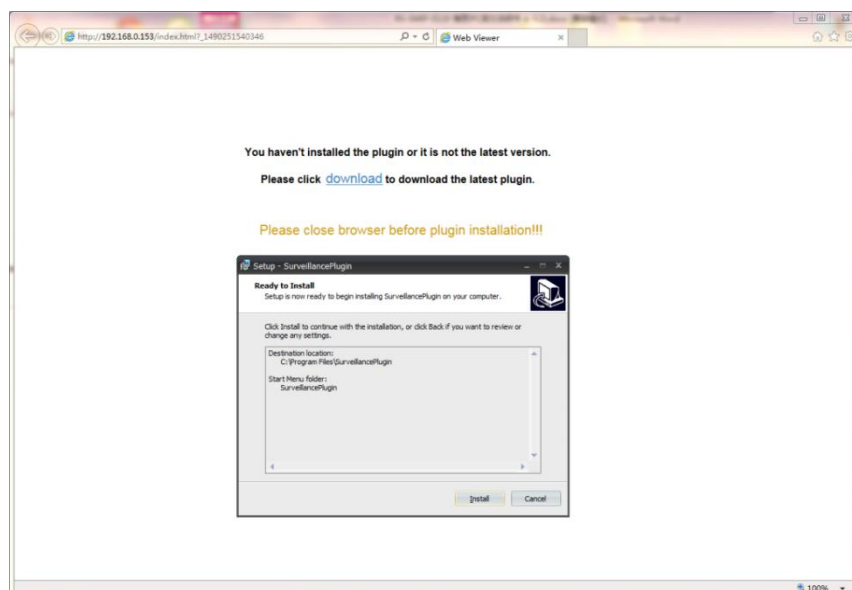 Microsoft Word
http://192.168.0.153/index.html?_1490251540346
Web Viewer
You haven't installed the plugin or it is not the latest version.
Please click download to download the latest plugin.
Please close browser before plugin installation!!!
Setup - SurveillancePlugin
Ready to Install
Setup is now ready to begin installing SurveillancePlugin on your computer.
Click Install to continue with the installation, or click Back if you want to review or
change any settings.
Destination location:
C:\Program Files\SurveillancePlugin
Start Menu folder:
SurveillancePlugin
Install
Cancel
100%